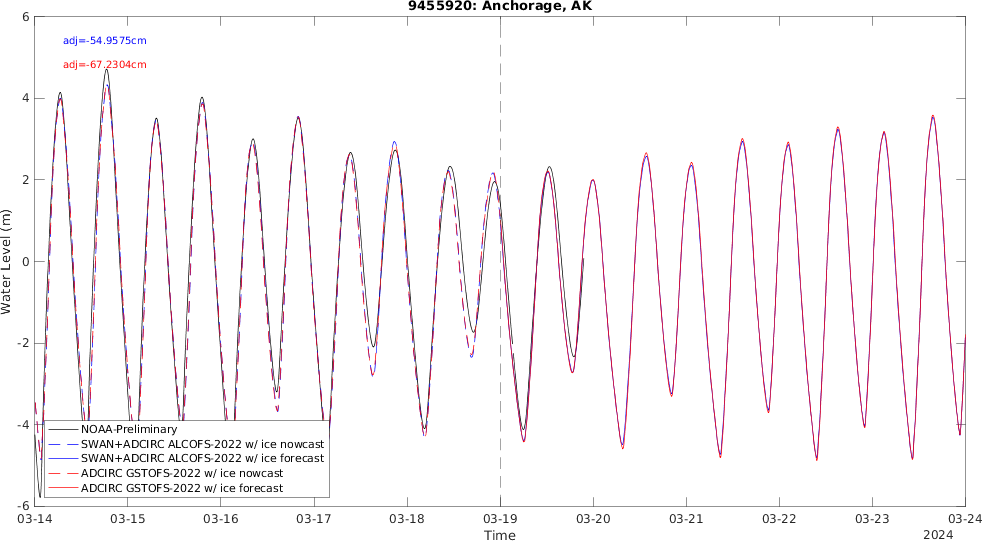 9455920: Anchorage, AK
6
adj=-54.9575cm
adj=-67.2304cm
4
2
0
-2
-4
-6
Water Level (m)
NOAA-Preliminary
SWAN+ADCIRC ALCOFS-2022 w/ ice nowcast
SWAN+ADCIRC ALCOFS-2022 w/ ice forecast
ADCIRC GSTOFS-2022 w/ ice nowcast
ADCIRC GSTOFS-2022 w/ ice forecast
03-14 03-15 03-16 03-17 03-18 03-19 03-20 03-21 03-22 03-23 03-24
Time
2024